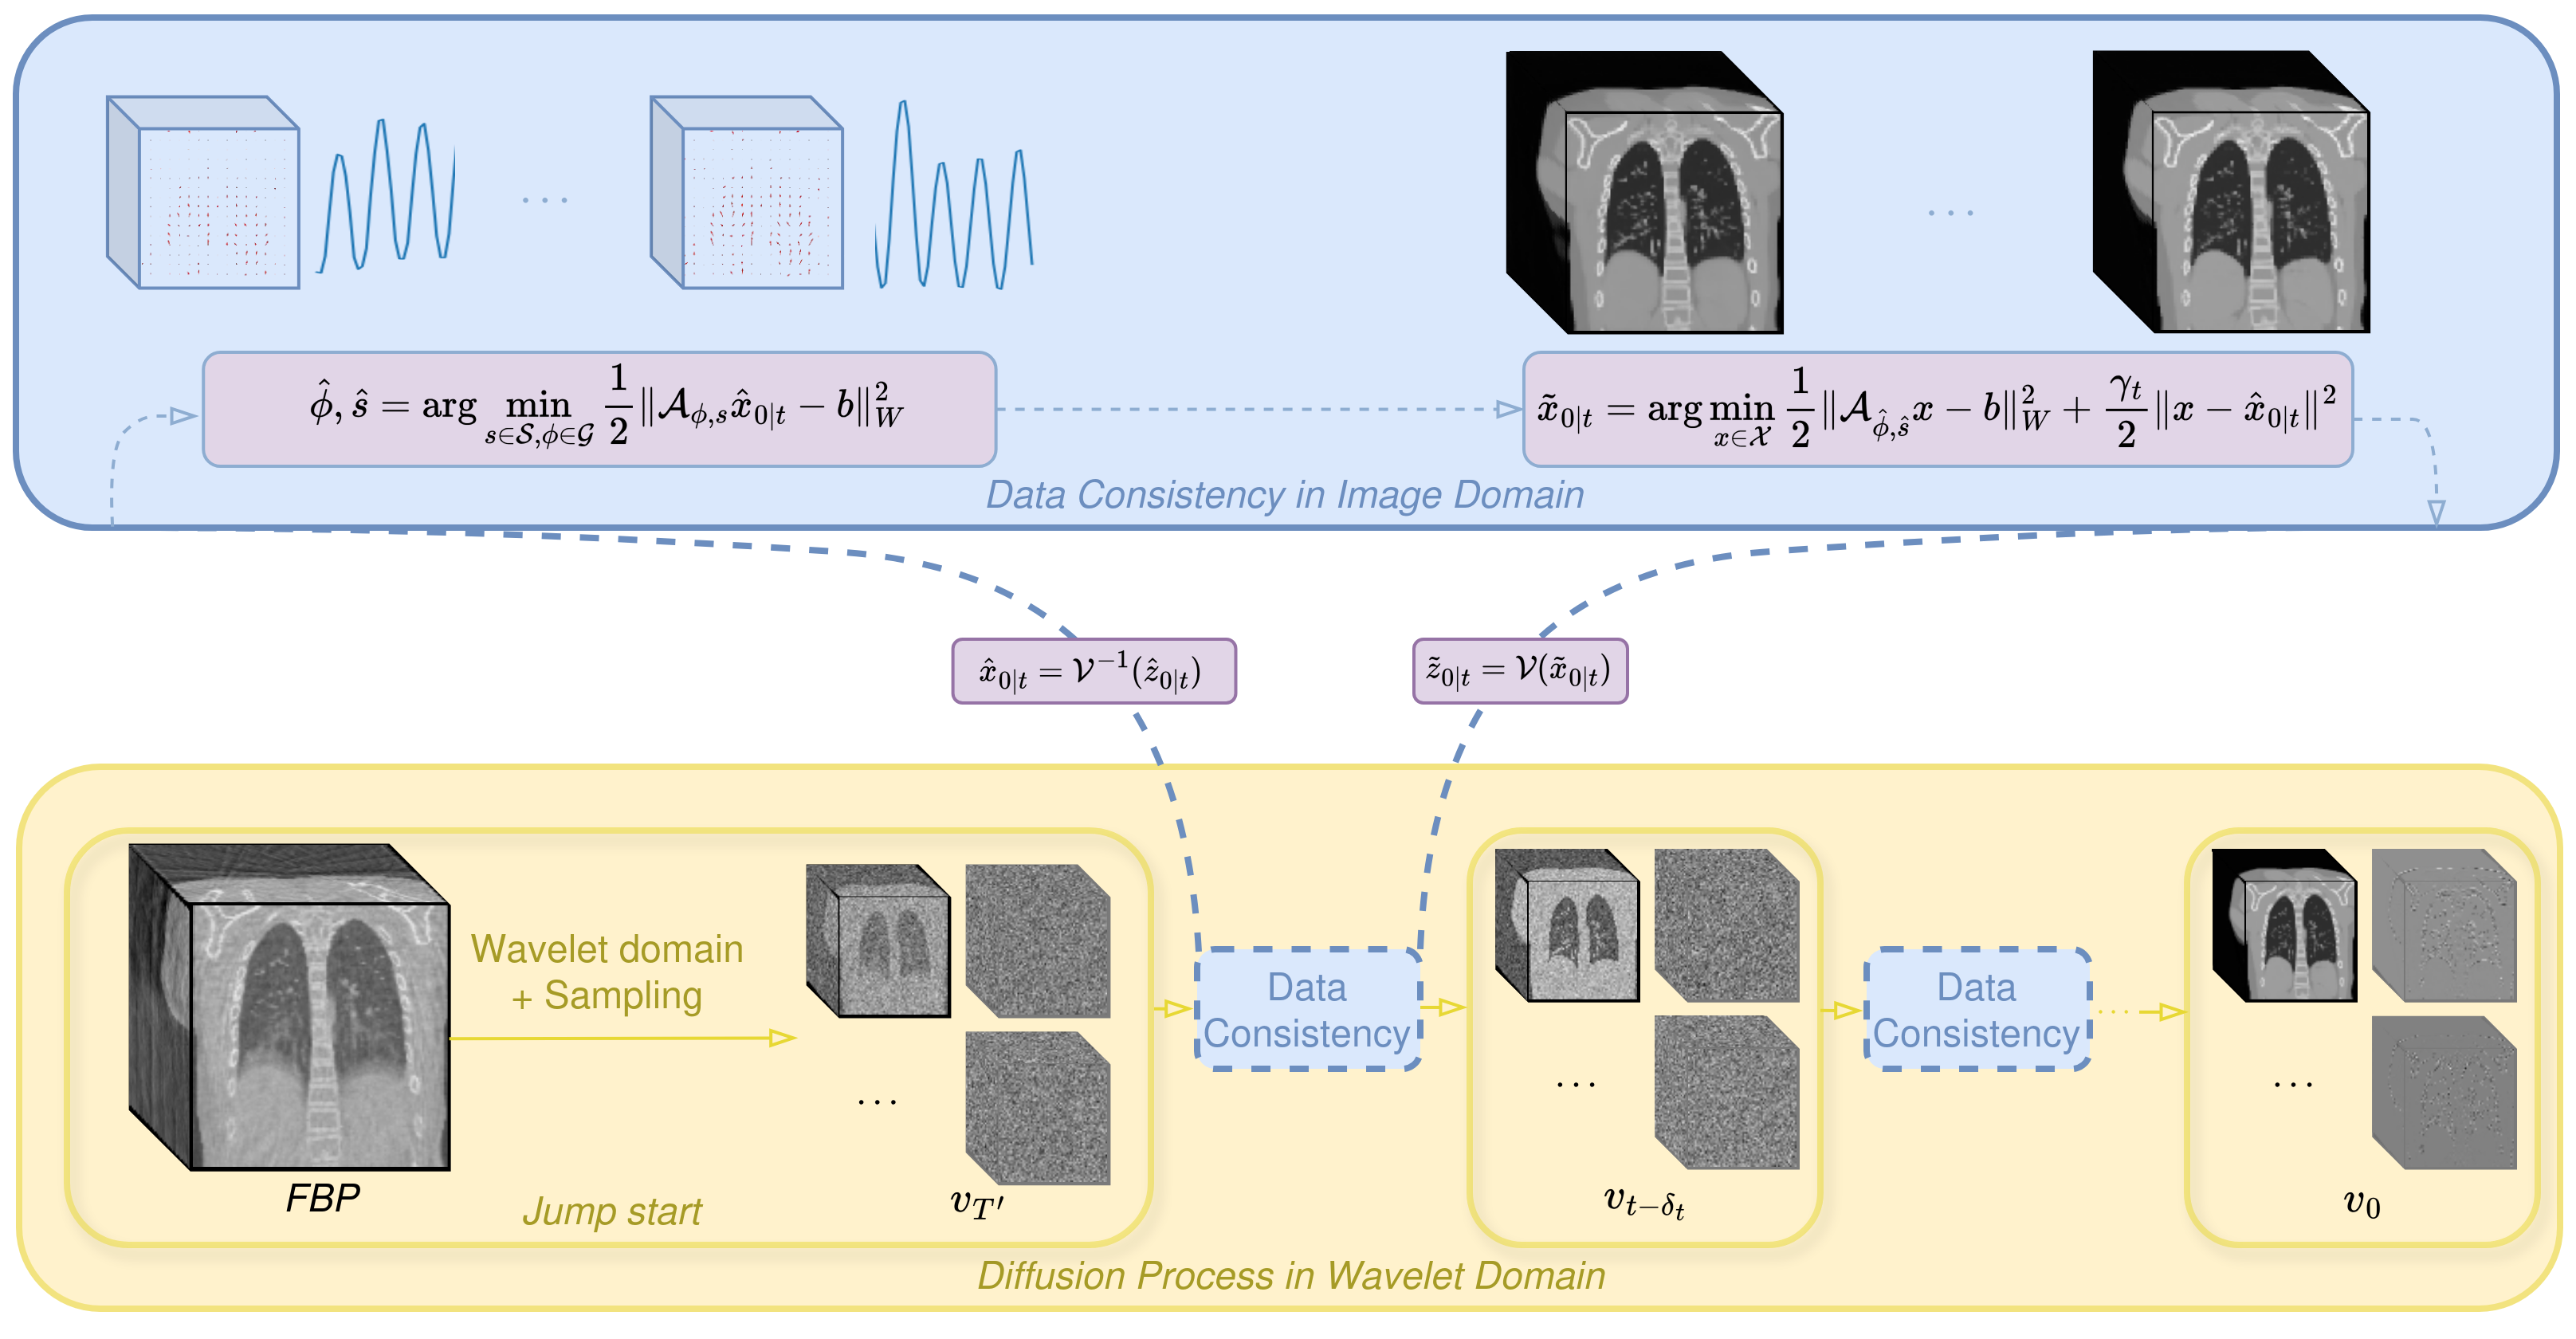 . . .
. . .
$\hat{\phi}, \hat{s} = \arg\min_{s \in \mathcal{S}, \phi \in \mathcal{G}} \frac{1}{2} \| \mathcal{A}_{\phi,s} \hat{x}_{0|t} - b \|_W^2$
$\tilde{x}_{0|t} = \arg\min_{x \in \mathcal{X}} \frac{1}{2} \| \mathcal{A}_{\hat{\phi},\hat{s}} x - b \|_W^2 + \frac{\gamma_t}{2} \| x - \hat{x}_{0|t} \|^2$
Data Consistency in Image Domain
$\hat{x}_{0|t} = \mathcal{V}^{-1}(\hat{z}_{0|t})$
$\tilde{z}_{0|t} = \mathcal{V}(\tilde{x}_{0|t})$
Wavelet domain
+ Sampling
. . .
FBP
Jump start
$v_{T'}$
Data
Consistency
. . .
$v_{t-\delta_t}$
Data
Consistency
. . .
. . .
$v_0$
Diffusion Process in Wavelet Domain